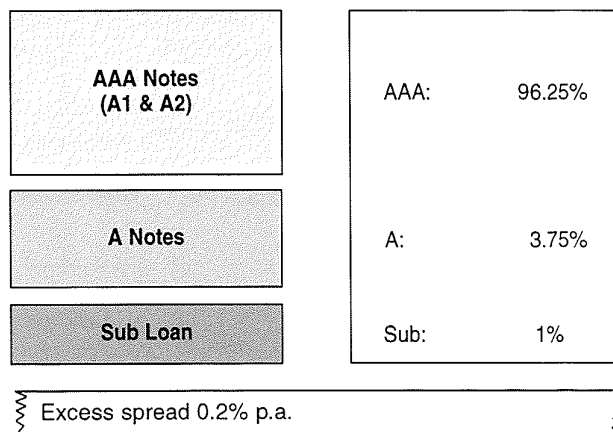 AAA Notes
(A1 & A2)
AAA: 96.25%
A Notes
A: 3.75%
Sub Loan
Sub: 1%
Excess spread 0.2% p.a.